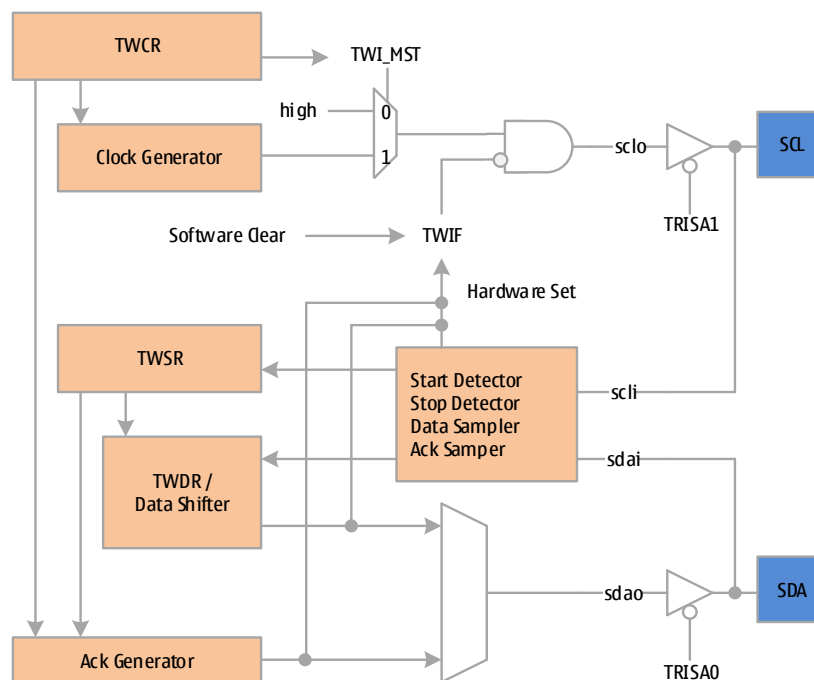 TWCR
TWI_MST
high
0
Clock Generator
1
sclo
SCL
TRISA1
Software Clear
TWIF
Hardware Set
TWSR
Start Detector
Stop Detector
Data Sampler
Ack Samper
scli
sdai
TWDR /
Data Shifter
sdao
SDA
Ack Generator
TRISA0